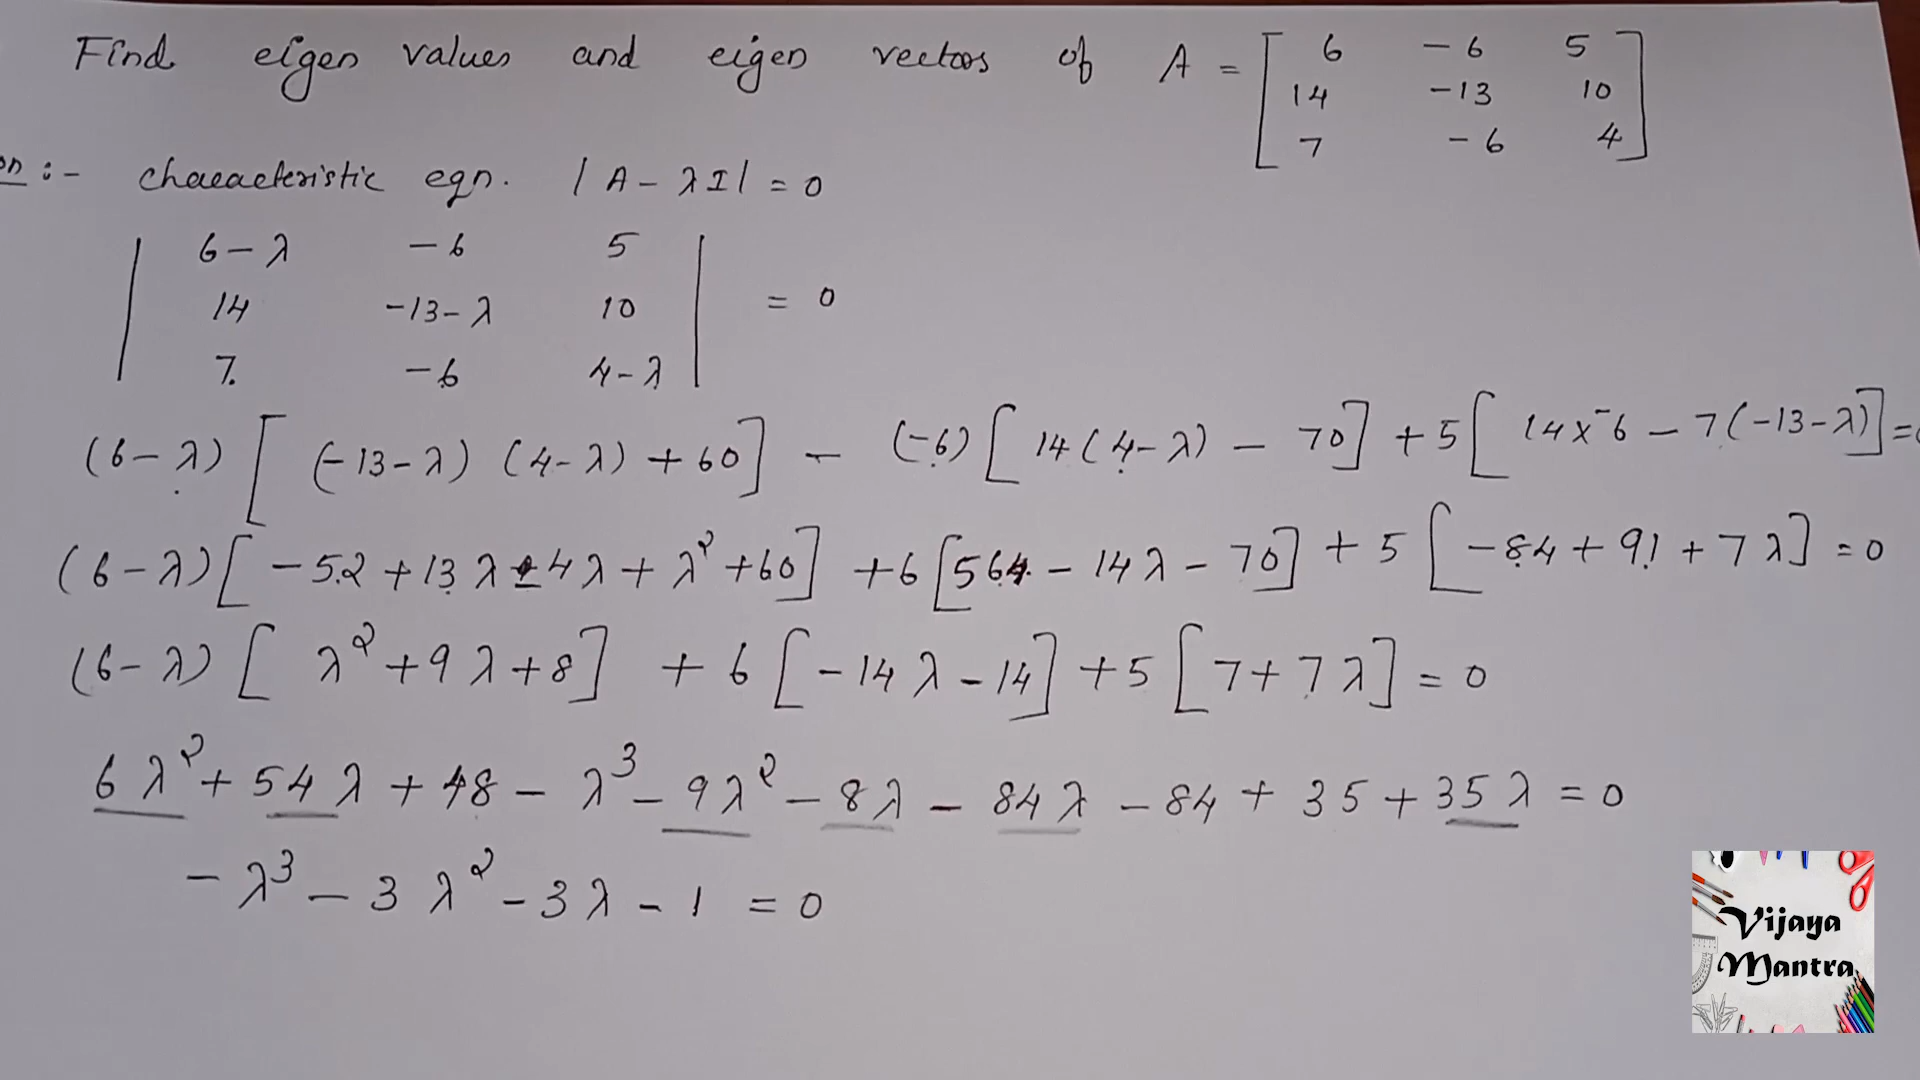 Find eigen values and eigen vectors of A = [ 6 -6 5
14 -13 10
7 -6 4 ]
on :- characteristic eqn. |A - λI| = 0
| 6-λ -6 5 |
| 14 -13-λ 10 | = 0
| 7. -6 4-λ |
(6-λ) [ (-13-λ) (4-λ) + 60 ] - (-6) [ 14(4-λ) - 70 ] + 5 [ 14x-6 - 7(-13-λ) ] = 0
(6-λ) [ -52 + 13λ - 4λ + λ² + 60 ] + 6 [ 56 - 14λ - 70 ] + 5 [ -84 + 91 + 7λ ] = 0
(6-λ) [ λ² + 9λ + 8 ] + 6 [ -14λ - 14 ] + 5 [ 7 + 7λ ] = 0
6λ² + 54λ + 48 - λ³ - 9λ² - 8λ - 84λ - 84 + 35 + 35λ = 0
-λ³ - 3λ² - 3λ - 1 = 0
Vijaya
Mantra